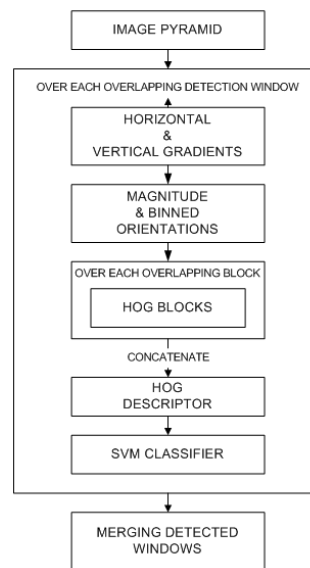 IMAGE PYRAMID
OVER EACH OVERLAPPING DETECTION WINDOW
HORIZONTAL
&
VERTICAL GRADIENTS
MAGNITUDE
& BINNED
ORIENTATIONS
OVER EACH OVERLAPPING BLOCK
HOG BLOCKS
CONCATENATE
HOG
DESCRIPTOR
SVM CLASSIFIER
MERGING DETECTED
WINDOWS